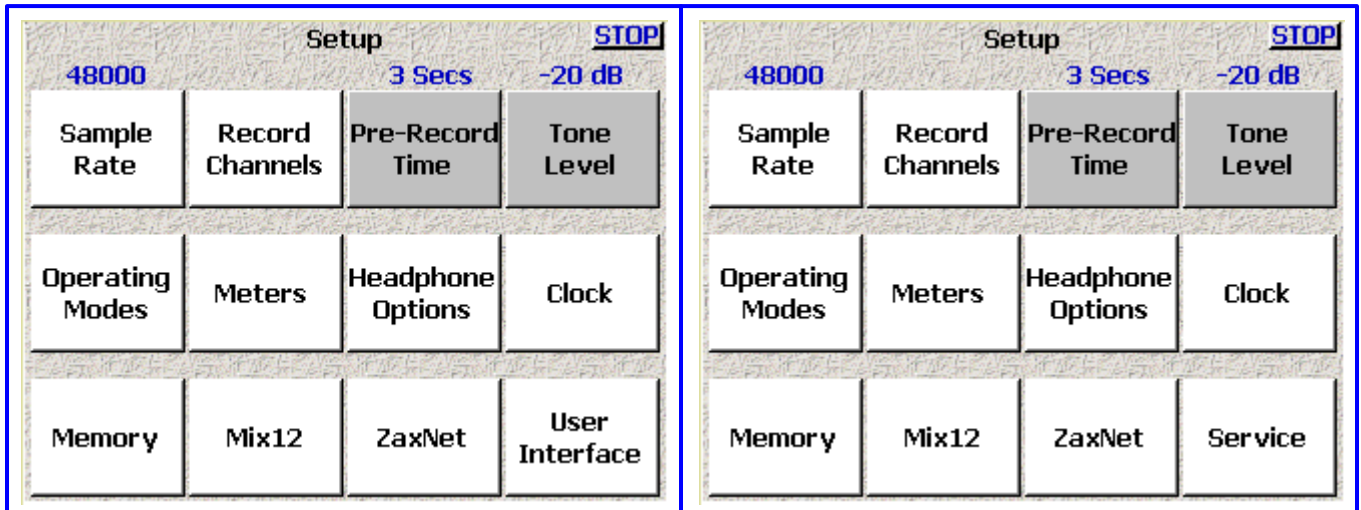 Setup STOP
48000 3 Secs -20 dB
Sample Record Pre-Record Tone
Rate Channels Time Level
Operating Meters Headphone Clock
Modes Options
Memory Mix12 ZaxNet User
Interface
Setup STOP
48000 3 Secs -20 dB
Sample Record Pre-Record Tone
Rate Channels Time Level
Operating Meters Headphone Clock
Modes Options
Memory Mix12 ZaxNet Service